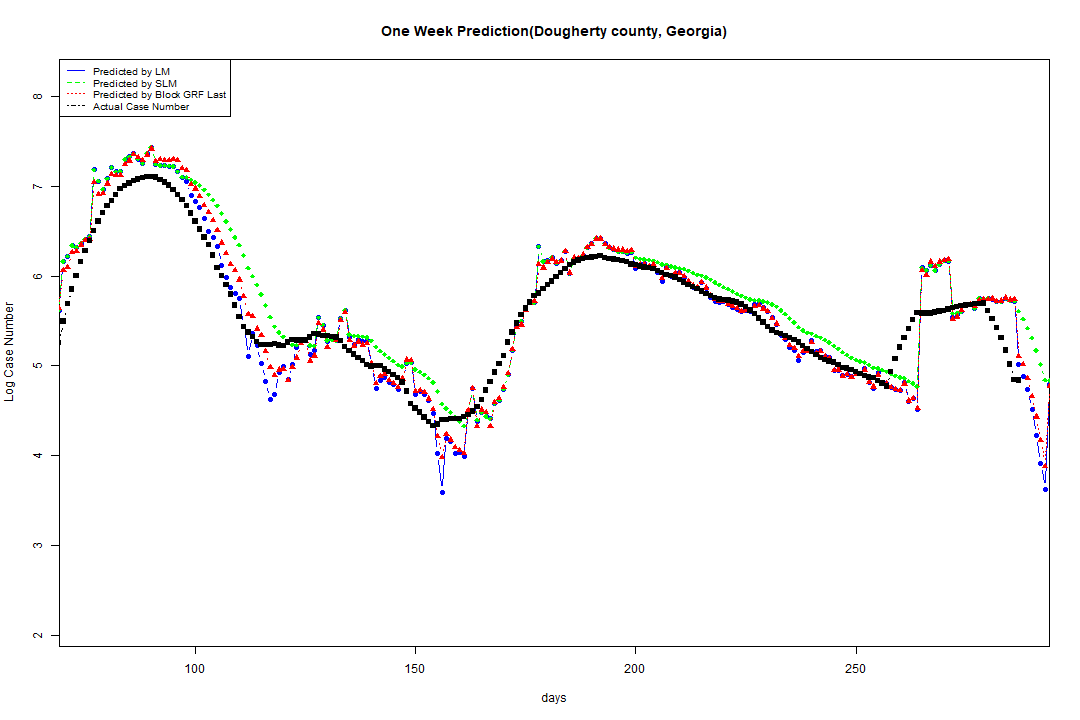 One Week Prediction(Dougherty county, Georgia)
Predicted by LM
Predicted by SLM
Predicted by Block GRF Last
Actual Case Number
8
7
6
5
4
3
2
Log Case Number
100 150 200 250
days